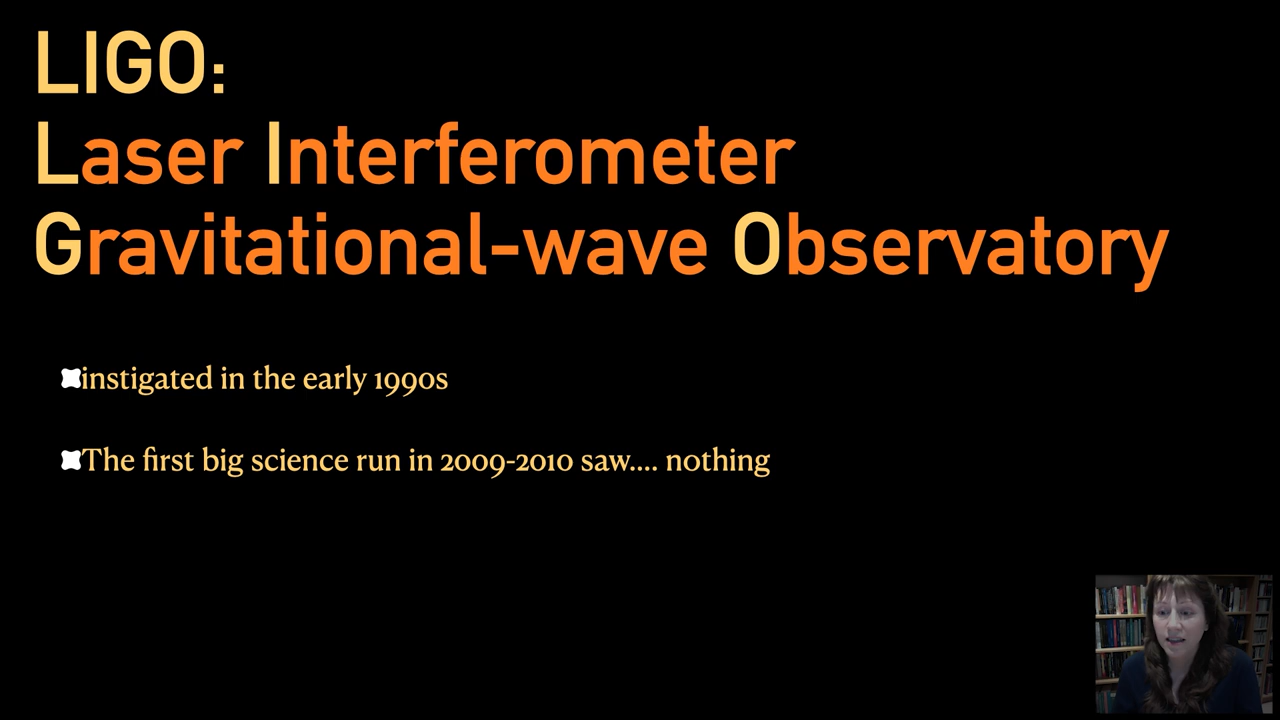 LIGO:
Laser Interferometer
Gravitational-wave Observatory
instigated in the early 1990s
The first big science run in 2009-2010 saw.... nothing